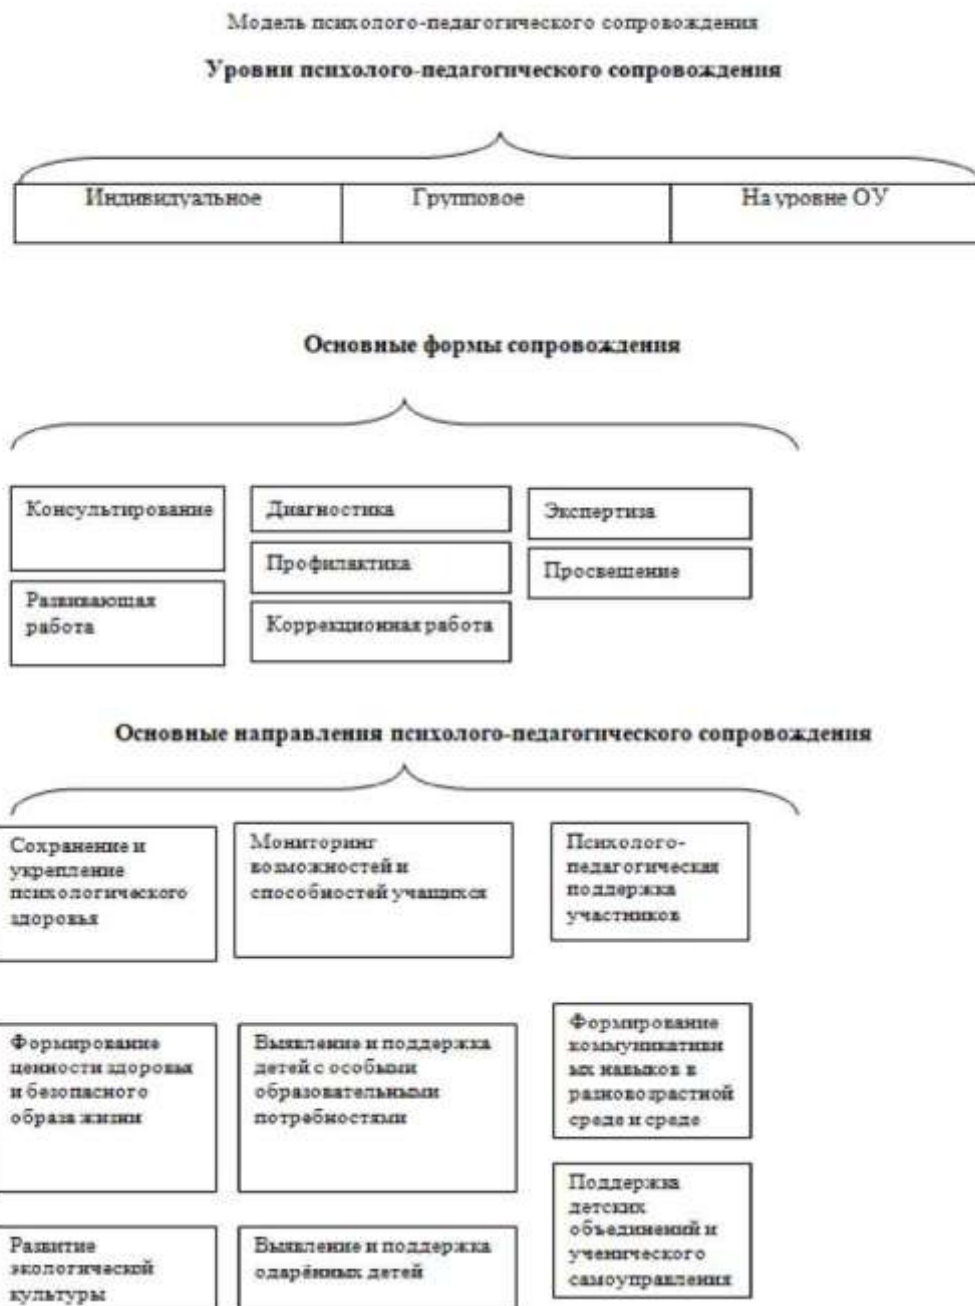 Модель психолого-педагогического сопровождения
Уровни психолого-педагогического сопровождения
Индивидуальное
Групповое
На уровне ОУ
Основные формы сопровождения
Консультирование
Развивающая
работа
Диагностика
Профилактика
Коррекционная работа
Экспертиза
Просвещение
Основные направления психолого-педагогического сопровождения
Сохранение и
укрепление
психологического
здоровья
Мониторинг
возможностей и
способностей учащихся
Психолого-
педагогическая
поддержка
участников
Формирование
ценности здоровья
и безопасного
образа жизни
Выявление и поддержка
детей с особыми
образовательными
потребностями
Формирование
коммуникативн
ых навыков в
разновозрастной
среде и среде
Развитие
экологической
культуры
Выявление и поддержка
одарённых детей
Поддержка
детских
объединений и
ученического
самоуправления